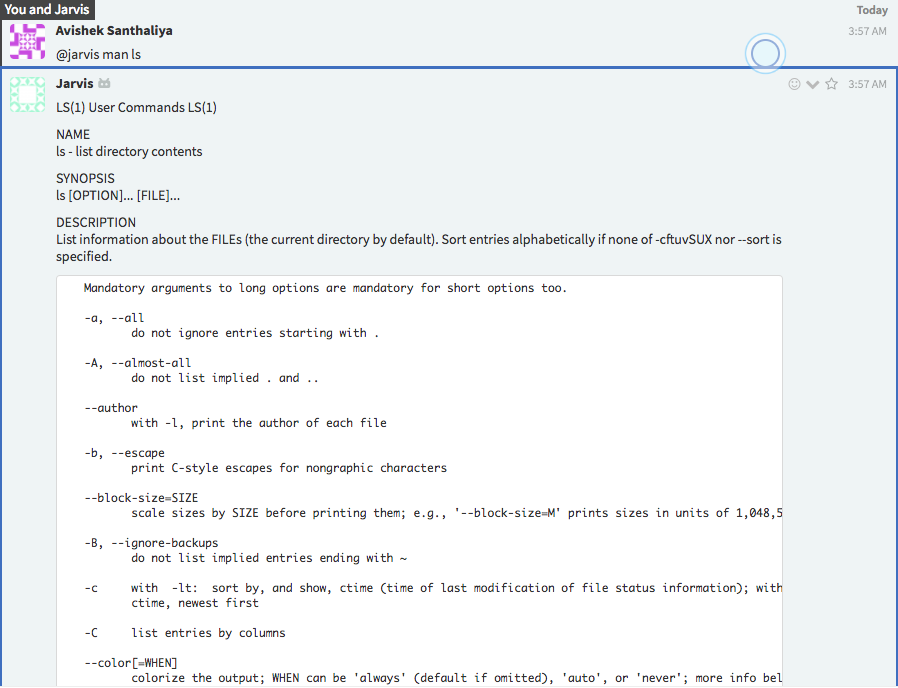 You and Jarvis
Today
Avishek Santhaliya
3:57 AM
@jarvis man ls
Jarvis
3:57 AM
LS(1) User Commands LS(1)
NAME
ls - list directory contents
SYNOPSIS
ls [OPTION]... [FILE]...
DESCRIPTION
List information about the FILEs (the current directory by default). Sort entries alphabetically if none of -cftuvSUX nor --sort is
specified.
Mandatory arguments to long options are mandatory for short options too.
-a, --all
do not ignore entries starting with .
-A, --almost-all
do not list implied . and ..
--author
with -l, print the author of each file
-b, --escape
print C-style escapes for nongraphic characters
--block-size=SIZE
scale sizes by SIZE before printing them; e.g., '--block-size=M' prints sizes in units of 1,048,5
-B, --ignore-backups
do not list implied entries ending with ~
-c with -lt: sort by, and show, ctime (time of last modification of file status information); with
ctime, newest first
-C list entries by columns
--color[=WHEN]
colorize the output; WHEN can be 'always' (default if omitted), 'auto', or 'never'; more info bel